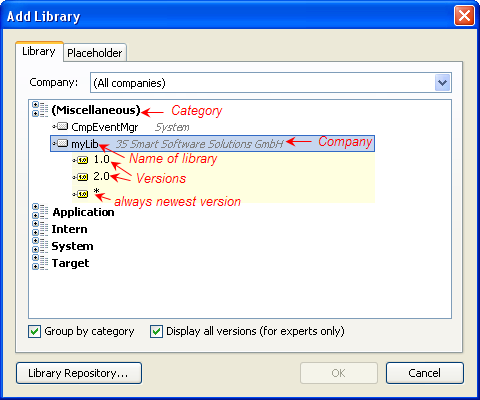 Add Library
Library Placeholder
Company: (All companies)
(Miscellaneous) Category
CmpEventMgr System
myLib 3S Smart Software Solutions GmbH Company
Name of library
1.0
2.0 Versions
* always newest version
Application
Intern
System
Target
Group by category Display all versions (for experts only)
Library Repository... OK Cancel